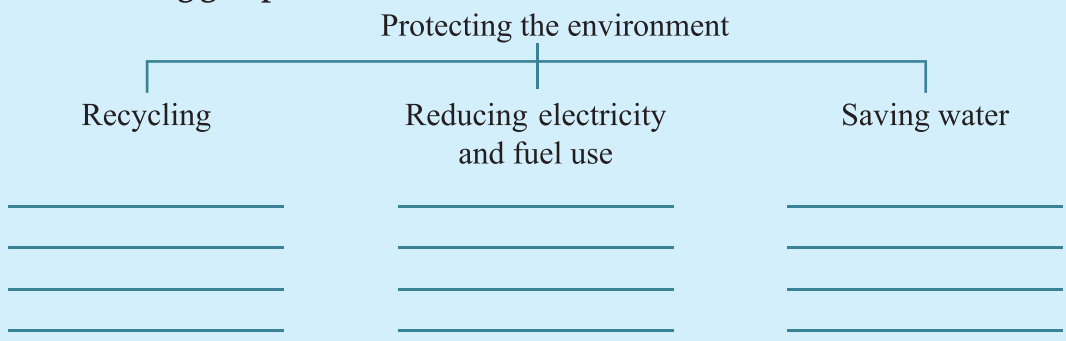 Protecting the environment
Recycling
Reducing electricity
and fuel use
Saving water